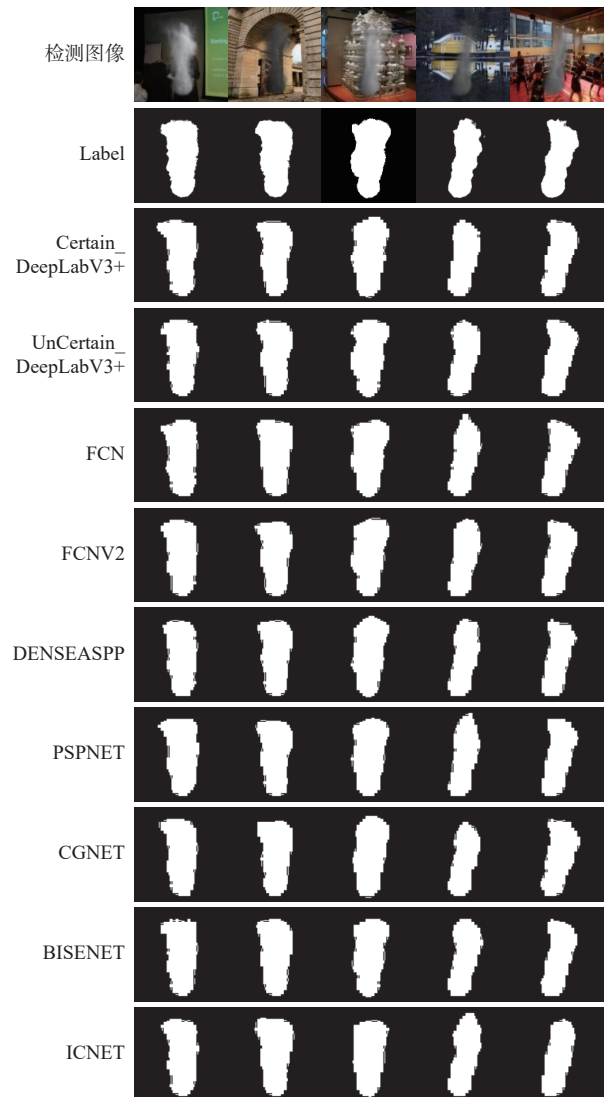 检测图像
Label
Certain_
DeepLabV3+
UnCertain_
DeepLabV3+
FCN
FCNV2
DENSEASPP
PSPNET
CGNET
BISENET
ICNET